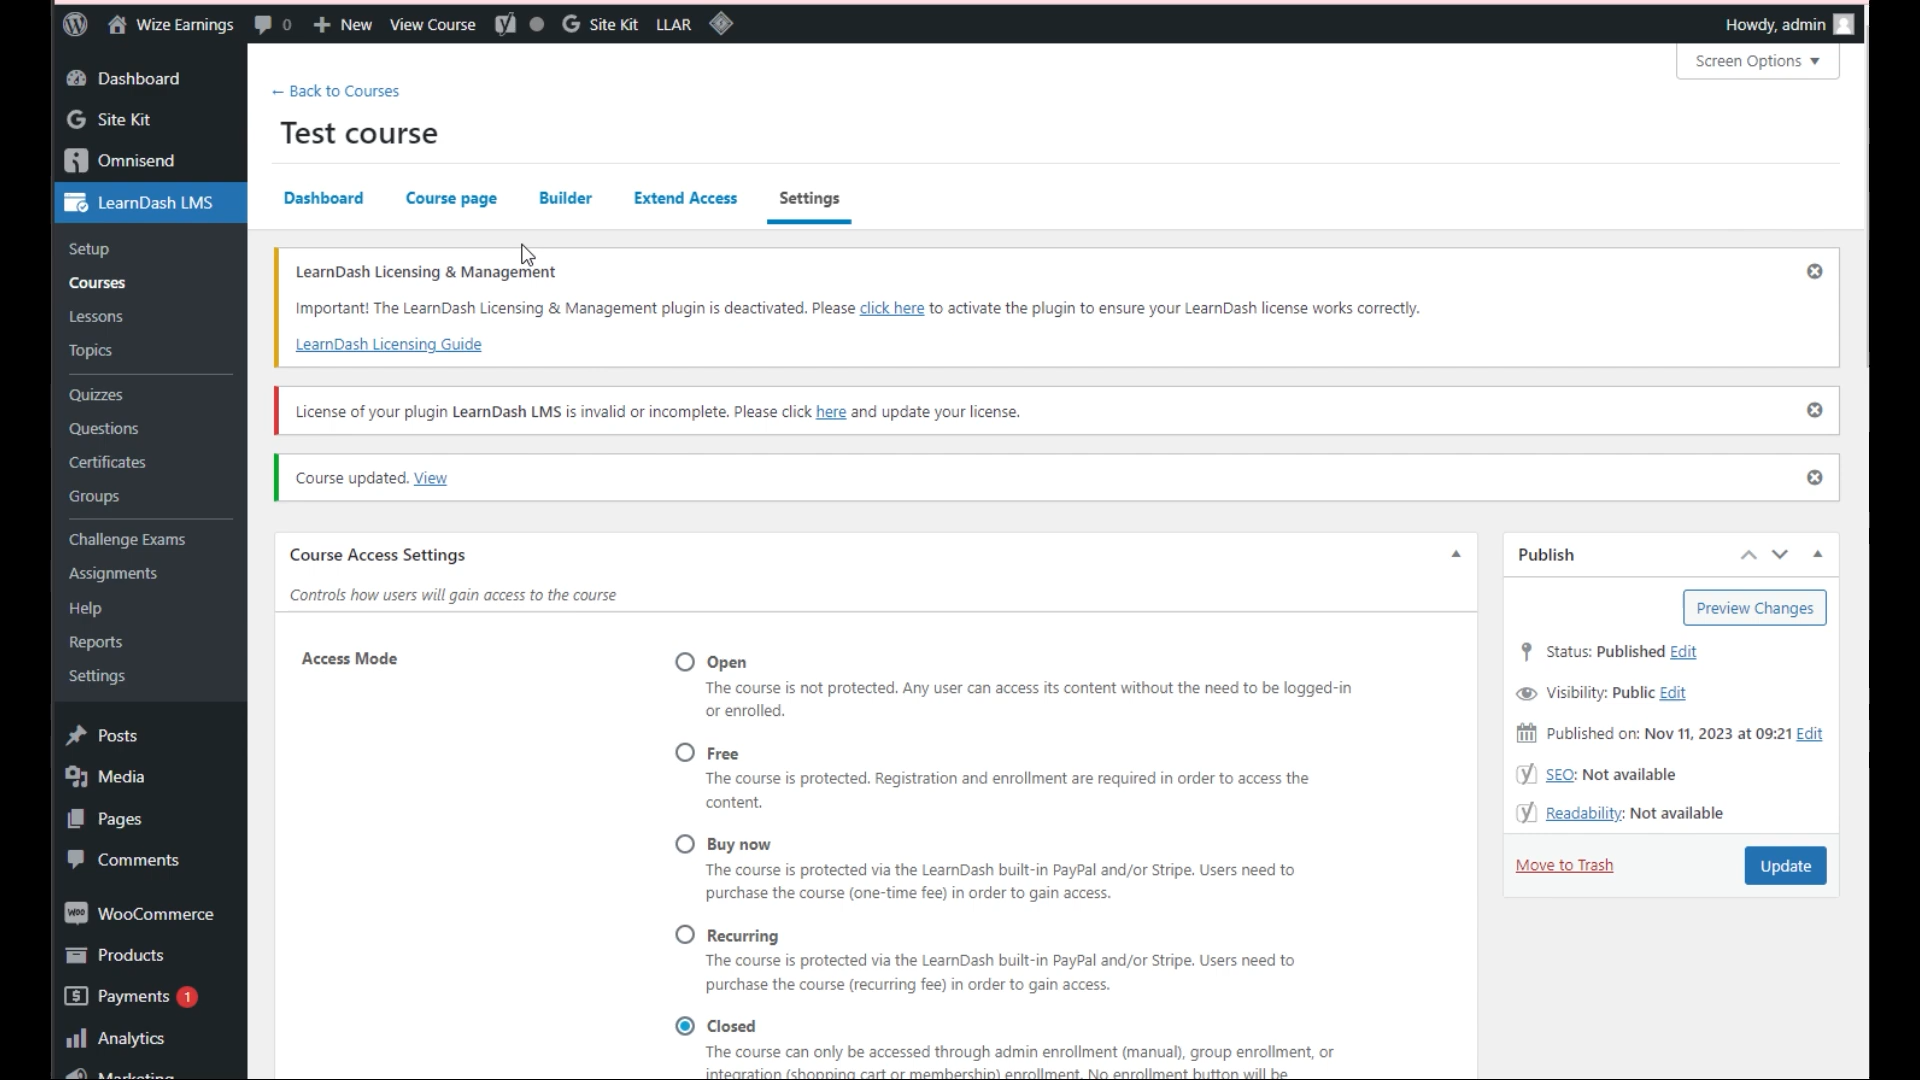 Wize Earnings 0 New View Course Site Kit LLAR Howdy, admin
Screen Options
Dashboard
Site Kit
Omnisend
LearnDash LMS
Setup
Courses
Lessons
Topics
Quizzes
Questions
Certificates
Groups
Challenge Exams
Assignments
Help
Reports
Settings
Posts
Media
Pages
Comments
WooCommerce
Products
Payments 1
Analytics
Marketing
← Back to Courses
Test course
Dashboard Course page Builder Extend Access Settings
LearnDash Licensing & Management
Important! The LearnDash Licensing & Management plugin is deactivated. Please click here to activate the plugin to ensure your LearnDash license works correctly.
LearnDash Licensing Guide
License of your plugin LearnDash LMS is invalid or incomplete. Please click here and update your license.
Course updated. View
Course Access Settings
Controls how users will gain access to the course
Access Mode
Open
The course is not protected. Any user can access its content without the need to be logged-in
or enrolled.
Free
The course is protected. Registration and enrollment are required in order to access the
content.
Buy now
The course is protected via the LearnDash built-in PayPal and/or Stripe. Users need to
purchase the course (one-time fee) in order to gain access.
Recurring
The course is protected via the LearnDash built-in PayPal and/or Stripe. Users need to
purchase the course (recurring fee) in order to gain access.
Closed
The course can only be accessed through admin enrollment (manual), group enrollment, or
integration (shopping cart or membership) enrollment. No enrollment button will be
Publish
Preview Changes
Status: Published Edit
Visibility: Public Edit
Published on: Nov 11, 2023 at 09:21 Edit
SEO: Not available
Readability: Not available
Move to Trash Update